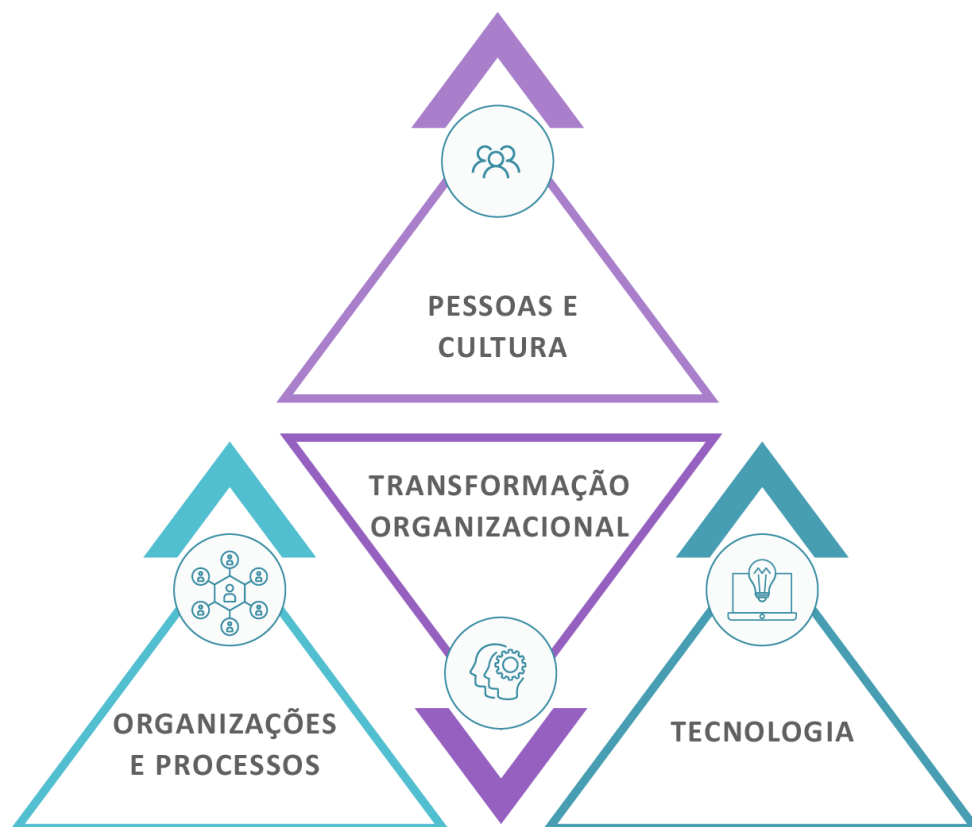 PESSOAS E
CULTURA
TRANSFORMAÇÃO
ORGANIZACIONAL
ORGANIZAÇÕES
E PROCESSOS
TECNOLOGIA